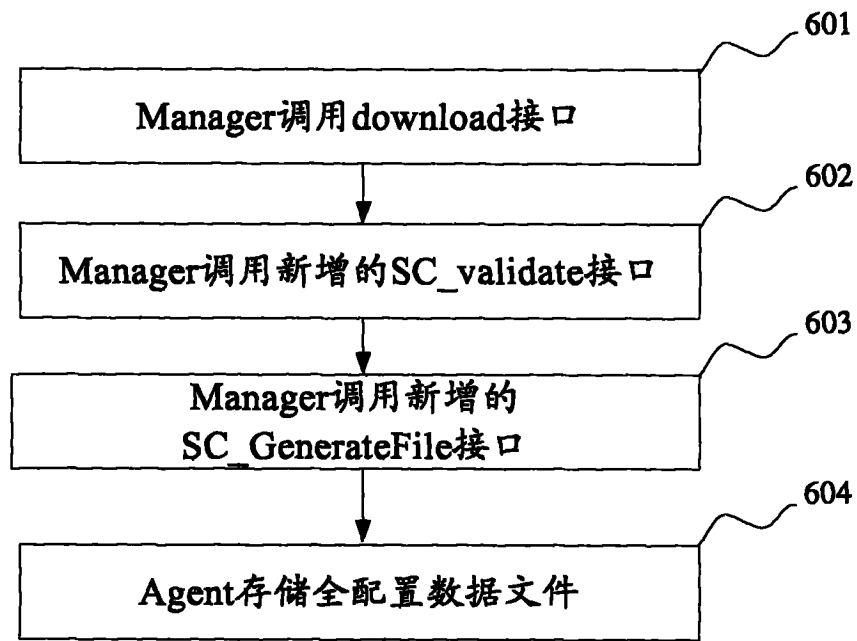 601
Manager调用download接口
602
Manager调用新增的SC_validate接口
603
Manager调用新增的
SC_GenerateFile接口
604
Agent存储全配置数据文件